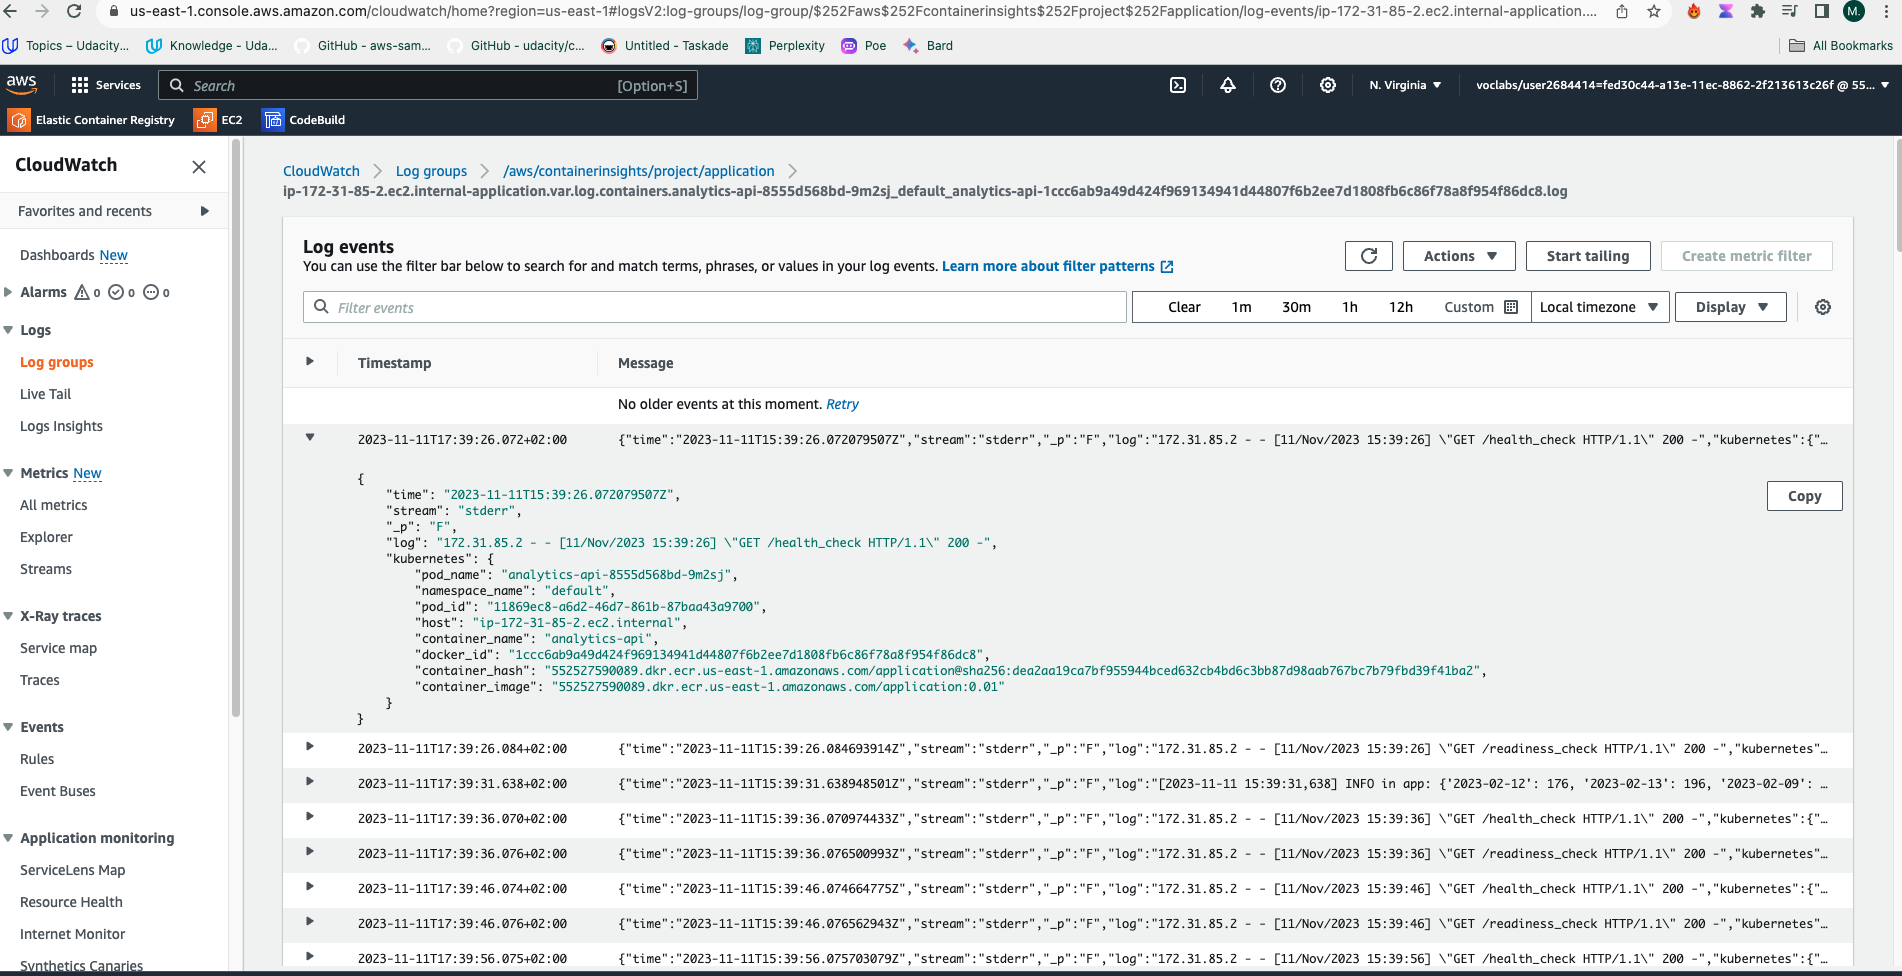 us-east-1.console.aws.amazon.com/cloudwatch/home?region=us-east-1#logsV2:log-groups/log-group/$252Faws$252Fcontainerinsights$252Fproject$252Fapplication/log-events/ip-172-31-85-2.ec2.internal-application.... M.
Topics – Udacity... Knowledge - Uda... GitHub - aws-sam... GitHub - udacity/c... Untitled - Taskade Perplexity Poe Bard All Bookmarks
aws Services Search [Option+S] N. Virginia voclabs/user2684414=fed30c44-a13e-11ec-8862-2f213613c26f @ 55...
Elastic Container Registry EC2 CodeBuild
CloudWatch
Favorites and recents
Dashboards New
Alarms 0 0 0
Logs
Log groups
Live Tail
Logs Insights
Metrics New
All metrics
Explorer
Streams
X-Ray traces
Service map
Traces
Events
Rules
Event Buses
Application monitoring
ServiceLens Map
Resource Health
Internet Monitor
Synthetics Canaries
CloudWatch Log groups /aws/containerinsights/project/application
ip-172-31-85-2.ec2.internal-application.var.log.containers.analytics-api-8555d568bd-9m2sj_default_analytics-api-1ccc6ab9a49d424f969134941d44807f6b2ee7d1808fb6c86f78a8f954f86dc8.log
Log events
You can use the filter bar below to search for and match terms, phrases, or values in your log events. Learn more about filter patterns
Actions Start tailing Create metric filter
Filter events Clear 1m 30m 1h 12h Custom Local timezone Display
Timestamp Message
No older events at this moment. Retry
2023-11-11T17:39:26.072+02:00 {"time":"2023-11-11T15:39:26.072079507Z","stream":"stderr","_p":"F","log":"172.31.85.2 - - [11/Nov/2023 15:39:26] \"GET /health_check HTTP/1.1\" 200 -","kubernetes":{"...
{
"time": "2023-11-11T15:39:26.072079507Z",
"stream": "stderr",
"_p": "F",
"log": "172.31.85.2 - - [11/Nov/2023 15:39:26] \"GET /health_check HTTP/1.1\" 200 -",
"kubernetes": {
"pod_name": "analytics-api-8555d568bd-9m2sj",
"namespace_name": "default",
"pod_id": "11869ec8-a6d2-46d7-861b-87baa43a9700",
"host": "ip-172-31-85-2.ec2.internal",
"container_name": "analytics-api",
"docker_id": "1ccc6ab9a49d424f969134941d44807f6b2ee7d1808fb6c86f78a8f954f86dc8",
"container_hash": "552527590089.dkr.ecr.us-east-1.amazonaws.com/application@sha256:dea2aa19ca7bf955944bced632cb4bd6c3bb87d98aab767bc7b79fbd39f41ba2",
"container_image": "552527590089.dkr.ecr.us-east-1.amazonaws.com/application:0.01"
}
}
Copy
2023-11-11T17:39:26.084+02:00 {"time":"2023-11-11T15:39:26.084693914Z","stream":"stderr","_p":"F","log":"172.31.85.2 - - [11/Nov/2023 15:39:26] \"GET /readiness_check HTTP/1.1\" 200 -","kubernetes"...
2023-11-11T17:39:31.638+02:00 {"time":"2023-11-11T15:39:31.638948501Z","stream":"stderr","_p":"F","log":"[2023-11-11 15:39:31,638] INFO in app: {'2023-02-12': 176, '2023-02-13': 196, '2023-02-09': ...
2023-11-11T17:39:36.070+02:00 {"time":"2023-11-11T15:39:36.070974433Z","stream":"stderr","_p":"F","log":"172.31.85.2 - - [11/Nov/2023 15:39:36] \"GET /health_check HTTP/1.1\" 200 -","kubernetes":{"...
2023-11-11T17:39:36.076+02:00 {"time":"2023-11-11T15:39:36.076500993Z","stream":"stderr","_p":"F","log":"172.31.85.2 - - [11/Nov/2023 15:39:36] \"GET /readiness_check HTTP/1.1\" 200 -","kubernetes"...
2023-11-11T17:39:46.074+02:00 {"time":"2023-11-11T15:39:46.074664775Z","stream":"stderr","_p":"F","log":"172.31.85.2 - - [11/Nov/2023 15:39:46] \"GET /health_check HTTP/1.1\" 200 -","kubernetes":{"...
2023-11-11T17:39:46.076+02:00 {"time":"2023-11-11T15:39:46.076562943Z","stream":"stderr","_p":"F","log":"172.31.85.2 - - [11/Nov/2023 15:39:46] \"GET /readiness_check HTTP/1.1\" 200 -","kubernetes"...
2023-11-11T17:39:56.075+02:00 {"time":"2023-11-11T15:39:56.075703079Z","stream":"stderr","_p":"F","log":"172.31.85.2 - - [11/Nov/2023 15:39:56] \"GET /health_check HTTP/1.1\" 200 -","kubernetes":{"...